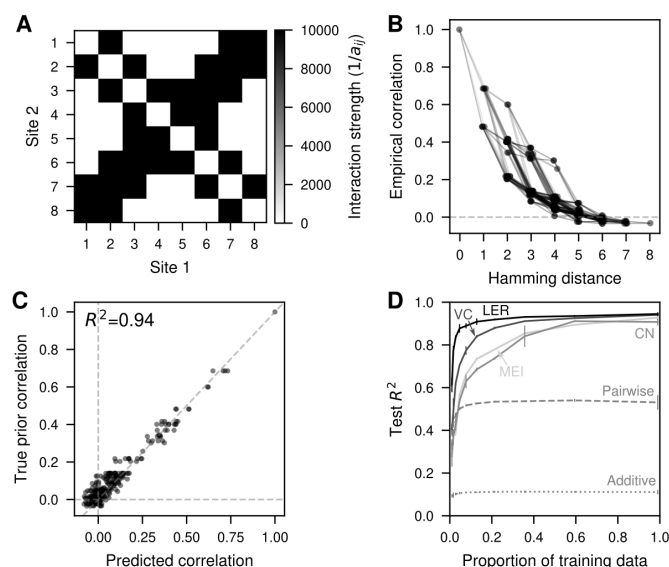 A
1
2
3
4
5
6
7
8
Site 2
1 2 3 4 5 6 7 8
Site 1
10000
8000
6000
4000
2000
0
Interaction strength (1/a_ij)
B
1.0
0.8
0.6
0.4
0.2
0.0
Empirical correlation
0 1 2 3 4 5 6 7 8
Hamming distance
C
R²=0.94
1.0
0.8
0.6
0.4
0.2
0.0
True prior correlation
0.00 0.25 0.50 0.75 1.00
Predicted correlation
D
1.0
0.8
0.6
0.4
0.2
0.0
Test R²
VC LER
CN
MEI
Pairwise
Additive
0.0 0.2 0.4 0.6 0.8 1.0
Proportion of training data